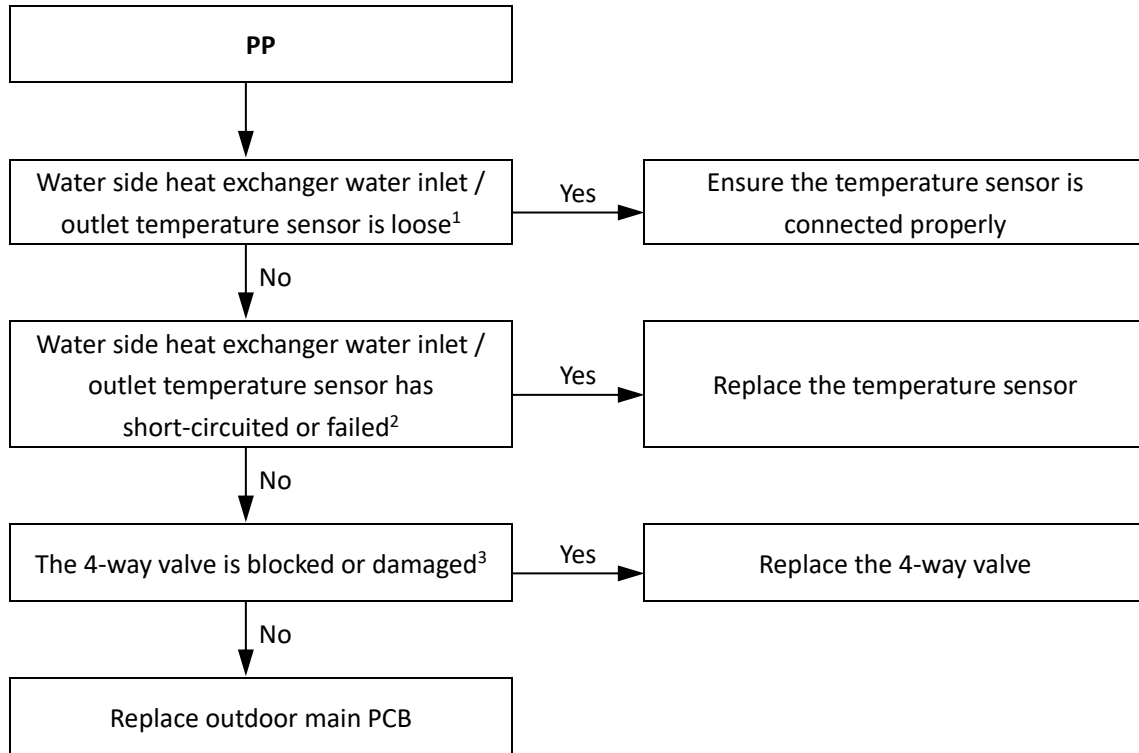 PP
Water side heat exchanger water inlet /
outlet temperature sensor is loose¹
Yes
Ensure the temperature sensor is
connected properly
No
Water side heat exchanger water inlet /
outlet temperature sensor has
short-circuited or failed²
Yes
Replace the temperature sensor
No
The 4-way valve is blocked or damaged³
Yes
Replace the 4-way valve
No
Replace outdoor main PCB